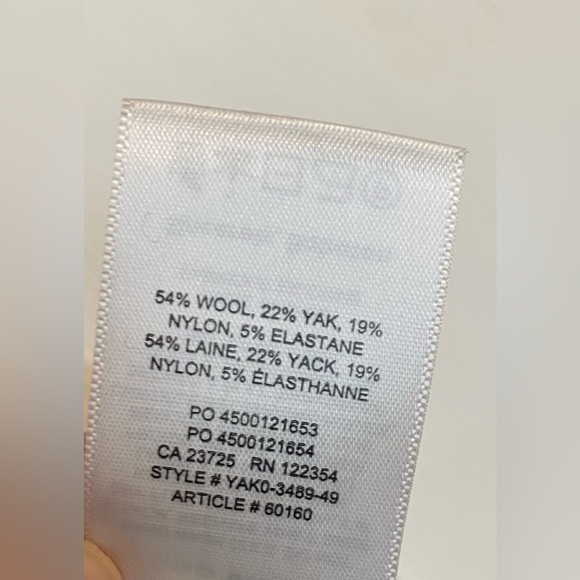 54% WOOL, 22% YAK, 19%
NYLON, 5% ELASTANE
54% LAINE, 22% YACK, 19%
NYLON, 5% ÉLASTHANNE
PO 4500121653
PO 4500121654
CA 23725 RN 122354
STYLE # YAK0-3489-49
ARTICLE # 60160